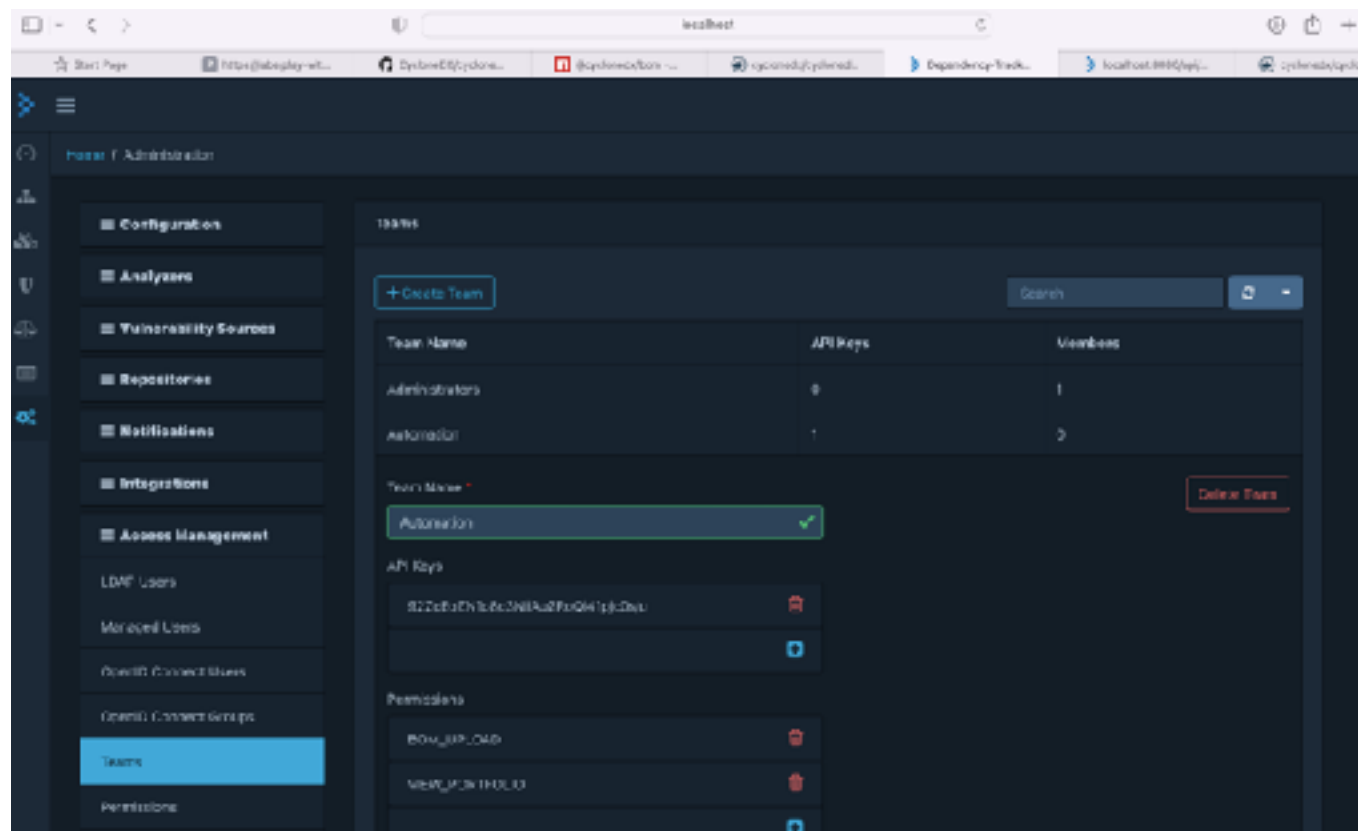 localhost
Start Page
Dependency-Track...
Home / Administration
Configuration
Analyzers
Vulnerability Sources
Repositories
Notifications
Integrations
Access Management
LDAP Users
Managed Users
OpenID Connect Users
OpenID Connect Groups
Teams
Permissions
Teams
Create Team
Search
Team Name API Keys Members
Administrators 0 1
Automation 1 0
Team Name *
Delete Team
Automation
API Keys
Permissions
BOM_UPLOAD
VIEW_PORTFOLIO